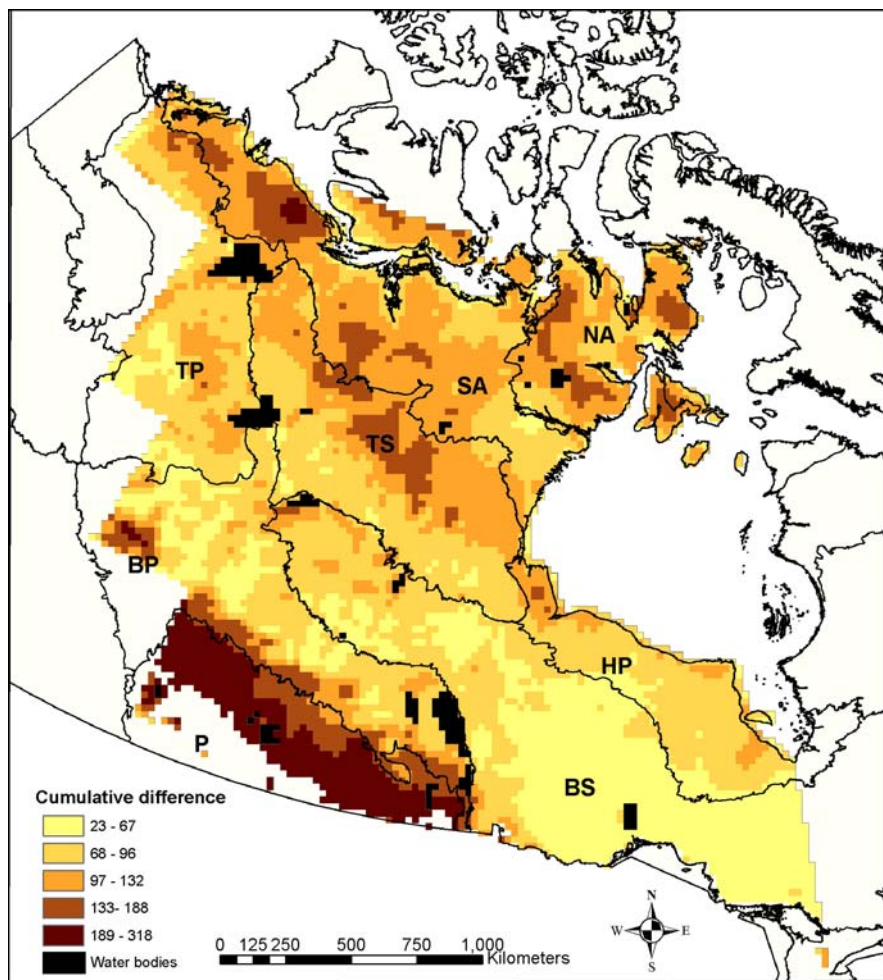 NA
TP
SA
TS
BP
HP
P
BS
Cumulative difference
23 - 67
68 - 96
97 - 132
133- 188
189 - 318
Water bodies
0 125 250 500 750 1,000 Kilometers
N
W E
S